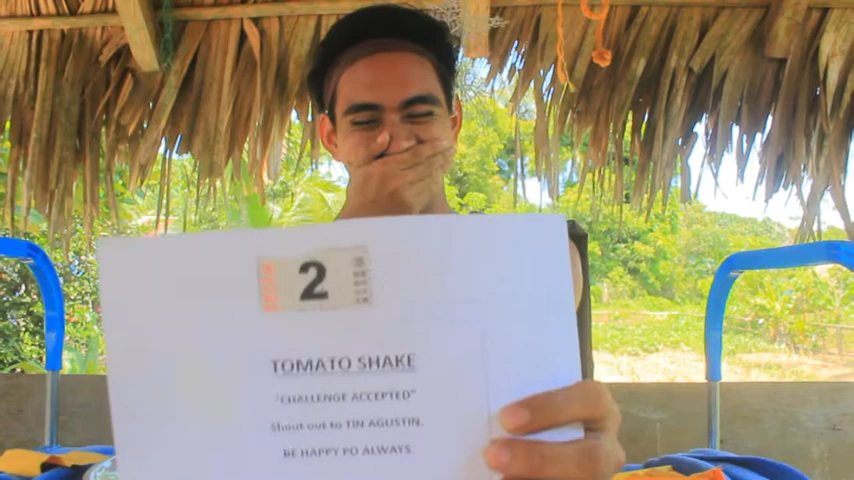 2
TOMATO SHAKE
"CHALLENGE ACCEPTED"
Shout out to TIN AGUSTIN.
BE HAPPY PO ALWAYS.